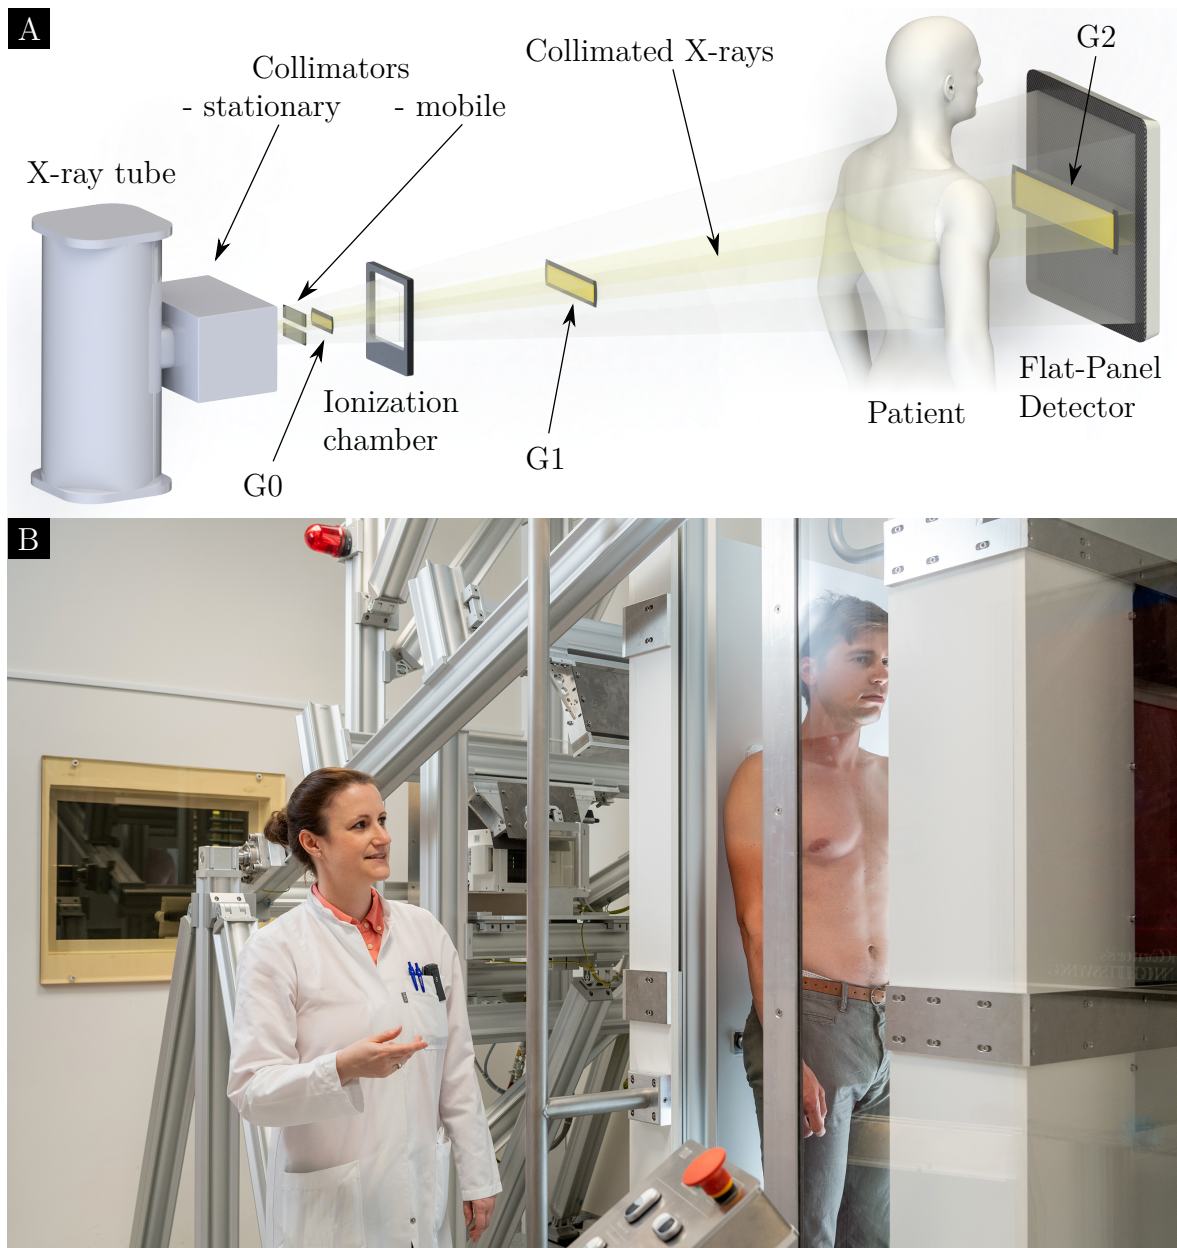 A
Collimators
- stationary
- mobile
Collimated X-rays
G2
X-ray tube
Ionization
chamber
G0
G1
Patient
Flat-Panel
Detector
B